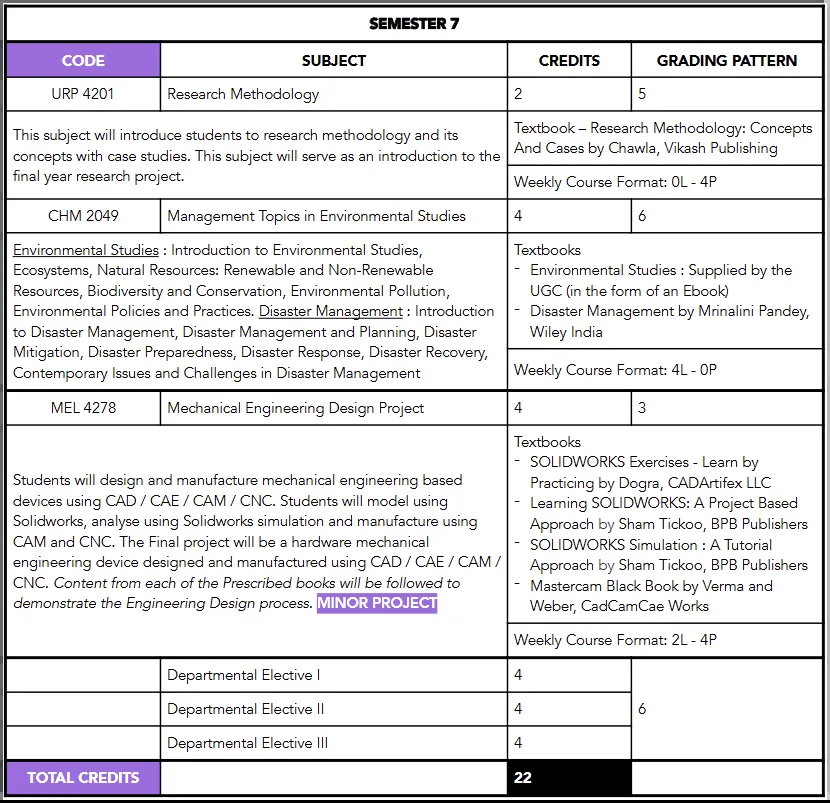 SEMESTER 7
CODE SUBJECT CREDITS GRADING PATTERN
URP 4201 Research Methodology 2 5
This subject will introduce students to research methodology and its
concepts with case studies. This subject will serve as an introduction to the
final year research project.
Textbook – Research Methodology: Concepts
And Cases by Chawla, Vikash Publishing
Weekly Course Format: 0L - 4P
CHM 2049 Management Topics in Environmental Studies 4 6
Environmental Studies : Introduction to Environmental Studies,
Ecosystems, Natural Resources: Renewable and Non-Renewable
Resources, Biodiversity and Conservation, Environmental Pollution,
Environmental Policies and Practices. Disaster Management : Introduction
to Disaster Management, Disaster Management and Planning, Disaster
Mitigation, Disaster Preparedness, Disaster Response, Disaster Recovery,
Contemporary Issues and Challenges in Disaster Management
Textbooks
- Environmental Studies : Supplied by the
UGC (in the form of an Ebook)
- Disaster Management by Mrinalini Pandey,
Wiley India
Weekly Course Format: 4L - 0P
MEL 4278 Mechanical Engineering Design Project 4 3
Students will design and manufacture mechanical engineering based
devices using CAD / CAE / CAM / CNC. Students will model using
Solidworks, analyse using Solidworks simulation and manufacture using
CAM and CNC. The Final project will be a hardware mechanical
engineering device designed and manufactured using CAD / CAE / CAM /
CNC. Content from each of the Prescribed books will be followed to
demonstrate the Engineering Design process. MINOR PROJECT
Textbooks
- SOLIDWORKS Exercises - Learn by
Practicing by Dogra, CADArtifex LLC
- Learning SOLIDWORKS: A Project Based
Approach by Sham Tickoo, BPB Publishers
- SOLIDWORKS Simulation : A Tutorial
Approach by Sham Tickoo, BPB Publishers
- Mastercam Black Book by Verma and
Weber, CadCamCae Works
Weekly Course Format: 2L - 4P
Departmental Elective I 4
Departmental Elective II 4 6
Departmental Elective III 4
TOTAL CREDITS 22